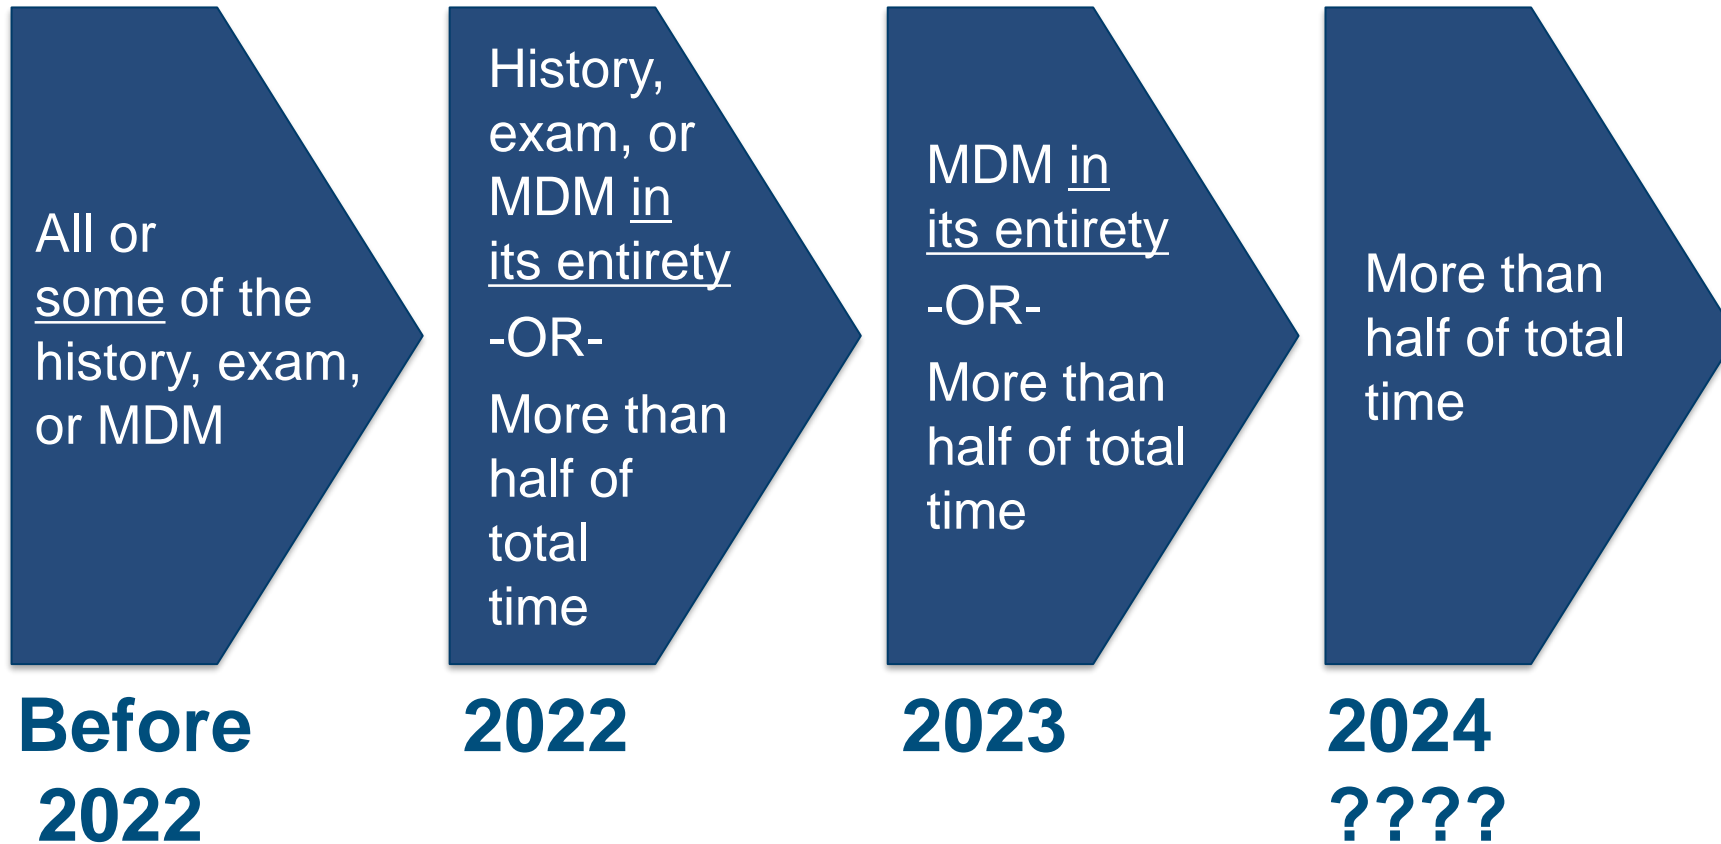 All or
some of the
history, exam,
or MDM
History,
exam, or
MDM in
its entirety
-OR-
More than
half of
total
time
MDM in
its entirety
-OR-
More than
half of total
time
More than
half of total
time
Before
2022
2022
2023
2024
????